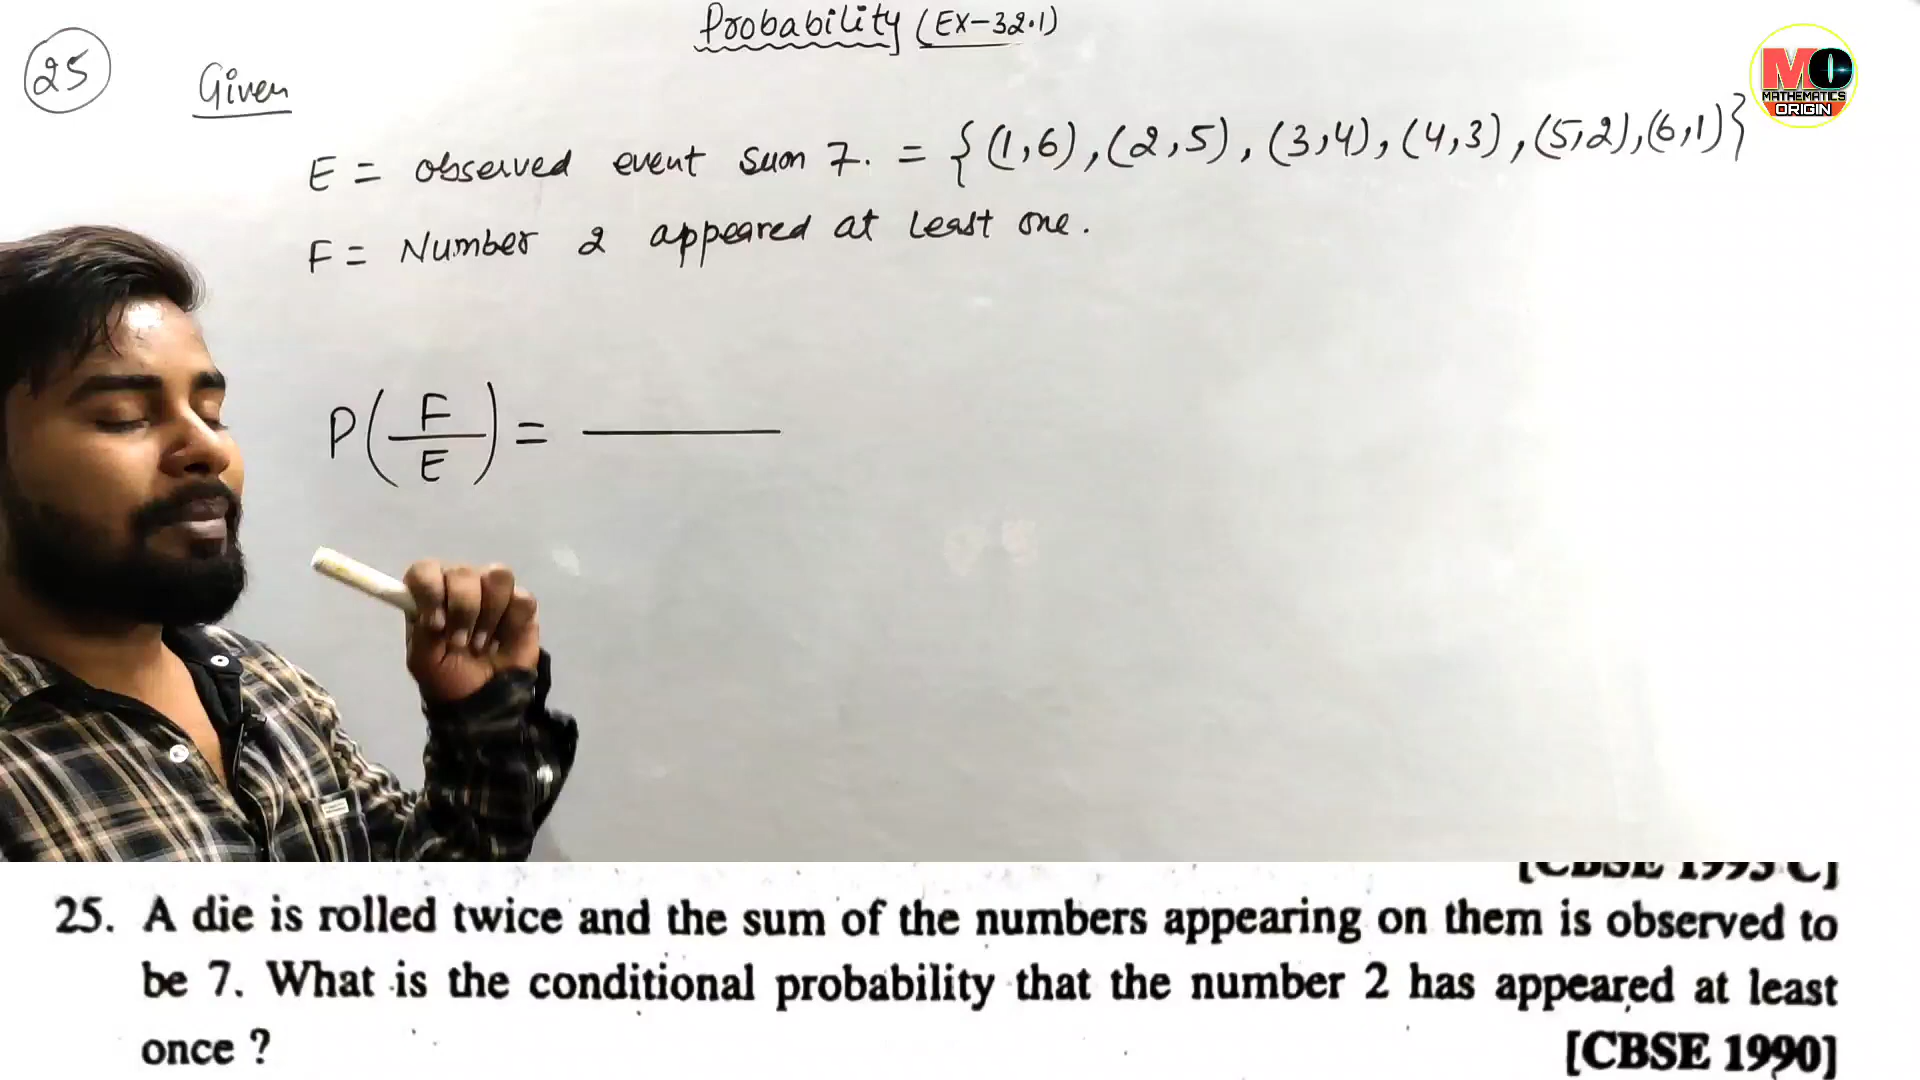 Probability (EX-32.1)
25
Given
MO
MATHEMATICS
ORIGIN
E = observed event sum 7. = {(1,6),(2,5),(3,4),(4,3),(5,2),(6,1)}
F = Number 2 appeared at least one.
P(F/E) =
[CBSE 1993 C]
25. A die is rolled twice and the sum of the numbers appearing on them is observed to
be 7. What is the conditional probability that the number 2 has appeared at least
once ?
[CBSE 1990]